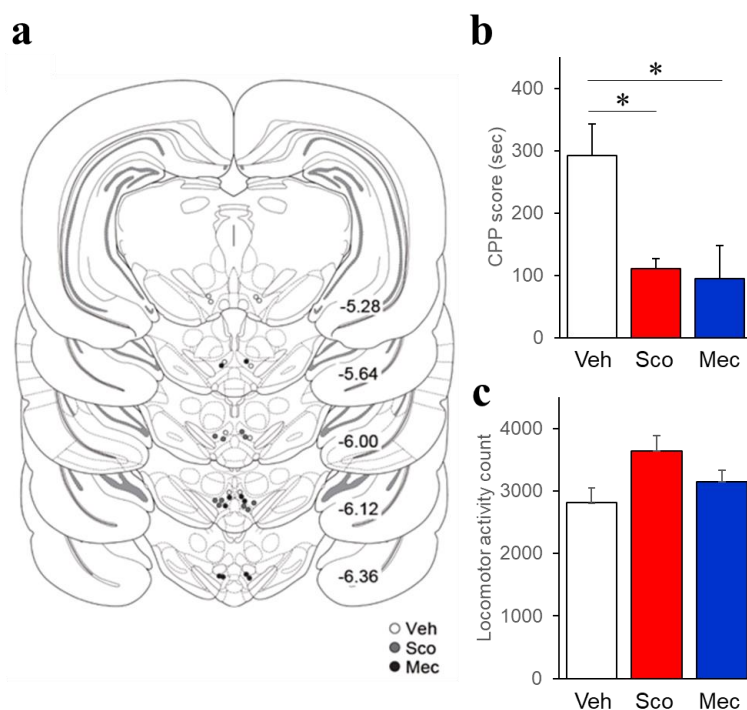 a
-5.28
-5.64
-6.00
-6.12
-6.36
Veh
Sco
Mec
b
CPP score (sec)
400
300
200
100
0
*
*
Veh Sco Mec
c
Locomotor activity count
4000
3000
2000
1000
0
Veh Sco Mec